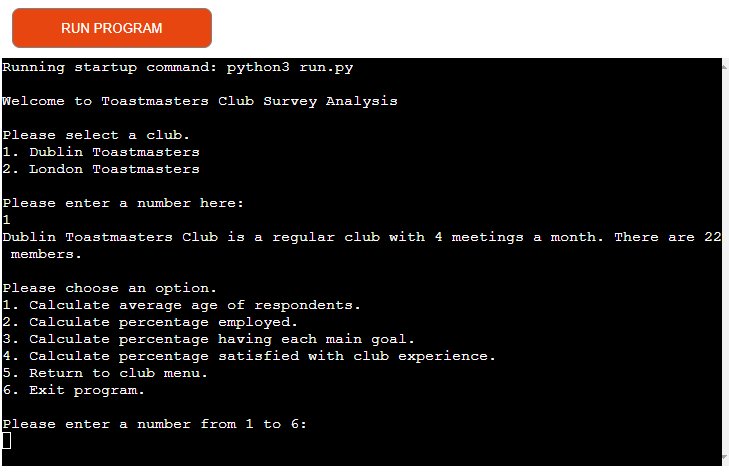 RUN PROGRAM
Running startup command: python3 run.py
Welcome to Toastmasters Club Survey Analysis
Please select a club.
1. Dublin Toastmasters
2. London Toastmasters
Please enter a number here:
1
Dublin Toastmasters Club is a regular club with 4 meetings a month. There are 22
members.
Please choose an option.
1. Calculate average age of respondents.
2. Calculate percentage employed.
3. Calculate percentage having each main goal.
4. Calculate percentage satisfied with club experience.
5. Return to club menu.
6. Exit program.
Please enter a number from 1 to 6: